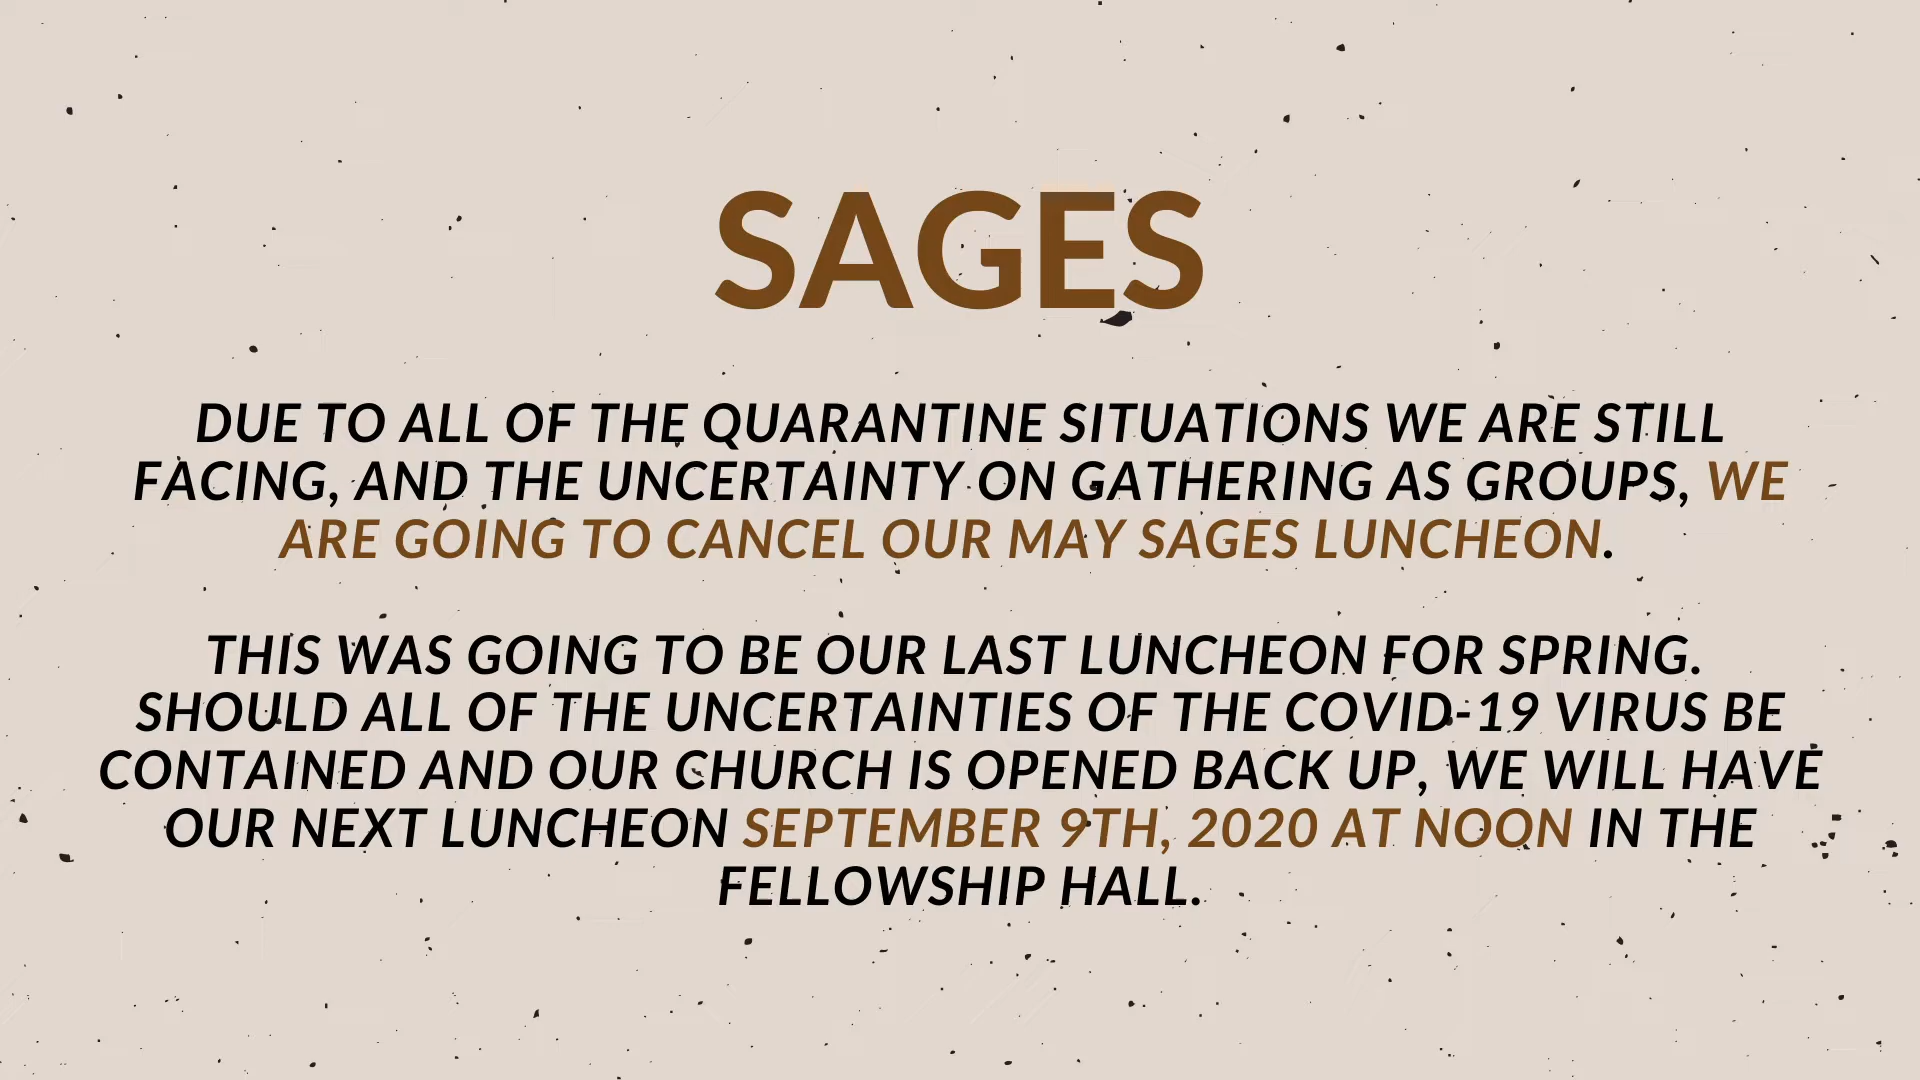 SAGES
DUE TO ALL OF THE QUARANTINE SITUATIONS WE ARE STILL
FACING, AND THE UNCERTAINTY ON GATHERING AS GROUPS, WE
ARE GOING TO CANCEL OUR MAY SAGES LUNCHEON.
THIS WAS GOING TO BE OUR LAST LUNCHEON FOR SPRING.
SHOULD ALL OF THE UNCERTAINTIES OF THE COVID-19 VIRUS BE
CONTAINED AND OUR CHURCH IS OPENED BACK UP, WE WILL HAVE
OUR NEXT LUNCHEON SEPTEMBER 9TH, 2020 AT NOON IN THE
FELLOWSHIP HALL.